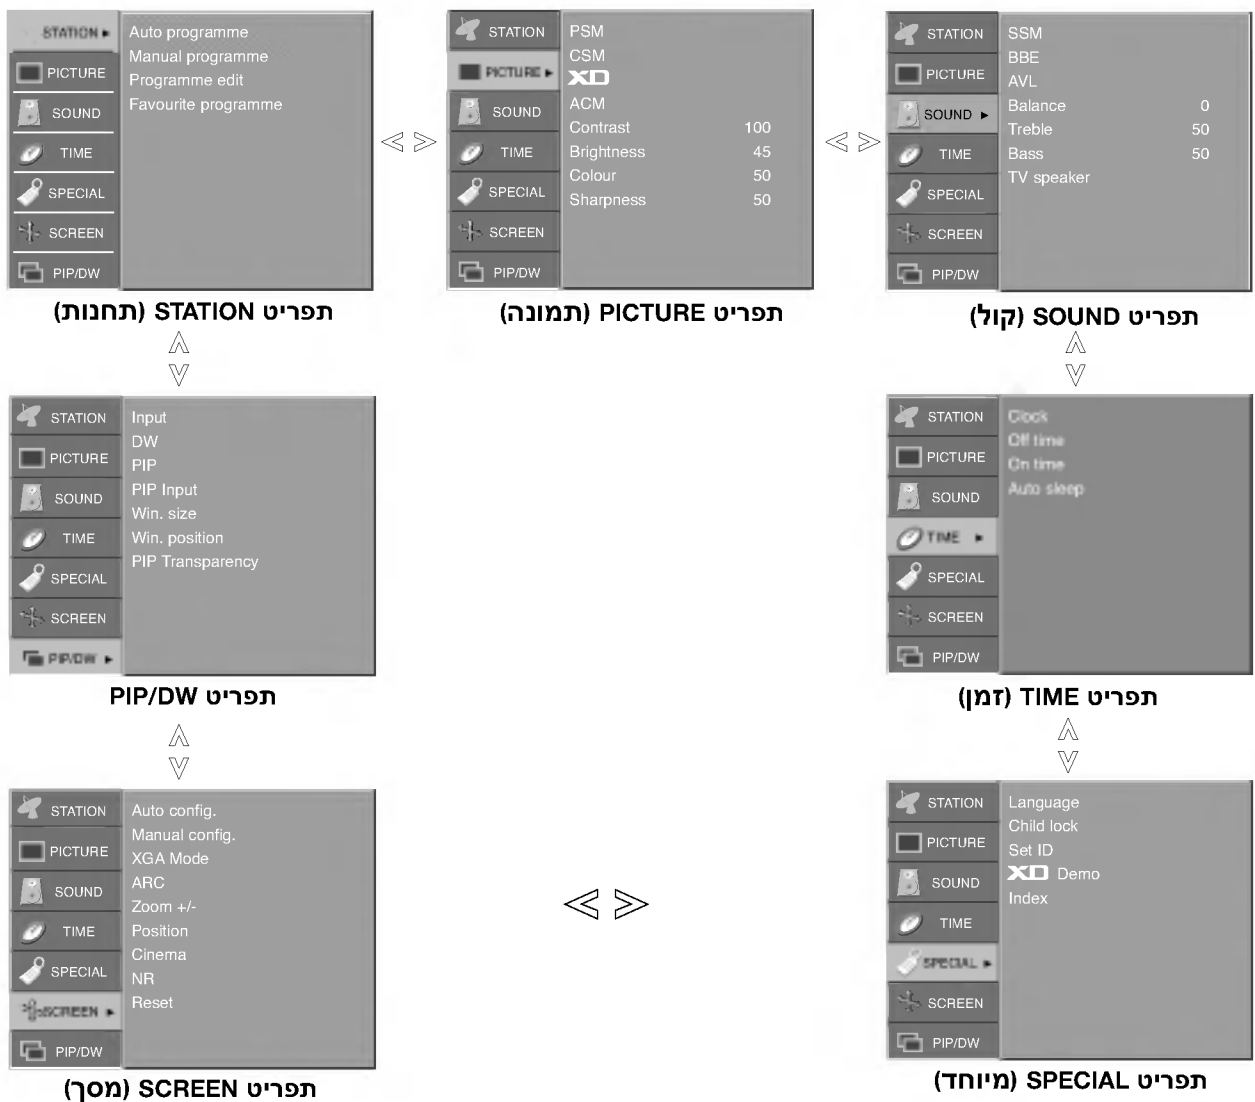 STATION
PICTURE
SOUND
TIME
SPECIAL
SCREEN
PIP/DW
Auto programme
Manual programme
Programme edit
Favourite programme
תפריט STATION (תחנות)
STATION
PICTURE
SOUND
TIME
SPECIAL
SCREEN
PIP/DW
PSM
CSM
XD
ACM
Contrast 100
Brightness 45
Colour 50
Sharpness 50
תפריט PICTURE (תמונה)
STATION
PICTURE
SOUND
TIME
SPECIAL
SCREEN
PIP/DW
SSM
BBE
AVL
Balance 0
Treble 50
Bass 50
TV speaker
תפריט SOUND (קול)
STATION
PICTURE
SOUND
TIME
SPECIAL
SCREEN
PIP/DW
Input
DW
PIP
PIP Input
Win. size
Win. position
PIP Transparency
תפריט PIP/DW
STATION
PICTURE
SOUND
TIME
SPECIAL
SCREEN
PIP/DW
Clock
Off time
On time
Auto sleep
תפריט TIME (זמן)
STATION
PICTURE
SOUND
TIME
SPECIAL
SCREEN
PIP/DW
Auto config.
Manual config.
XGA Mode
ARC
Zoom +/-
Position
Cinema
NR
Reset
תפריט SCREEN (מסך)
STATION
PICTURE
SOUND
TIME
SPECIAL
SCREEN
PIP/DW
Language
Child lock
Set ID
XD Demo
Index
תפריט SPECIAL (מיוחד)